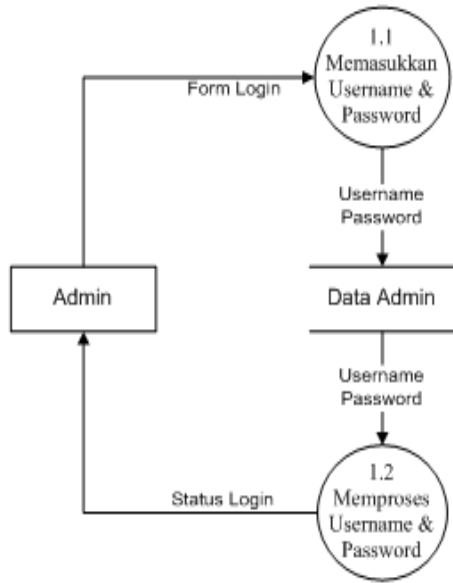 1.1
Memasukkan
Username &
Password
Form Login
Username
Password
Admin
Data Admin
Username
Password
1.2
Memproses
Username &
Password
Status Login